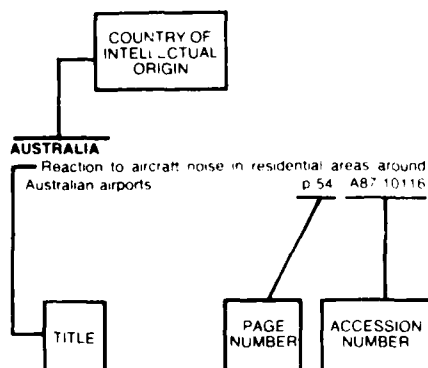 COUNTRY OF
INTELLECTUAL
ORIGIN
AUSTRALIA
Reaction to aircraft noise in residential areas around
Australian airports p 54 A87 10116
TITLE
PAGE
NUMBER
ACCESSION
NUMBER